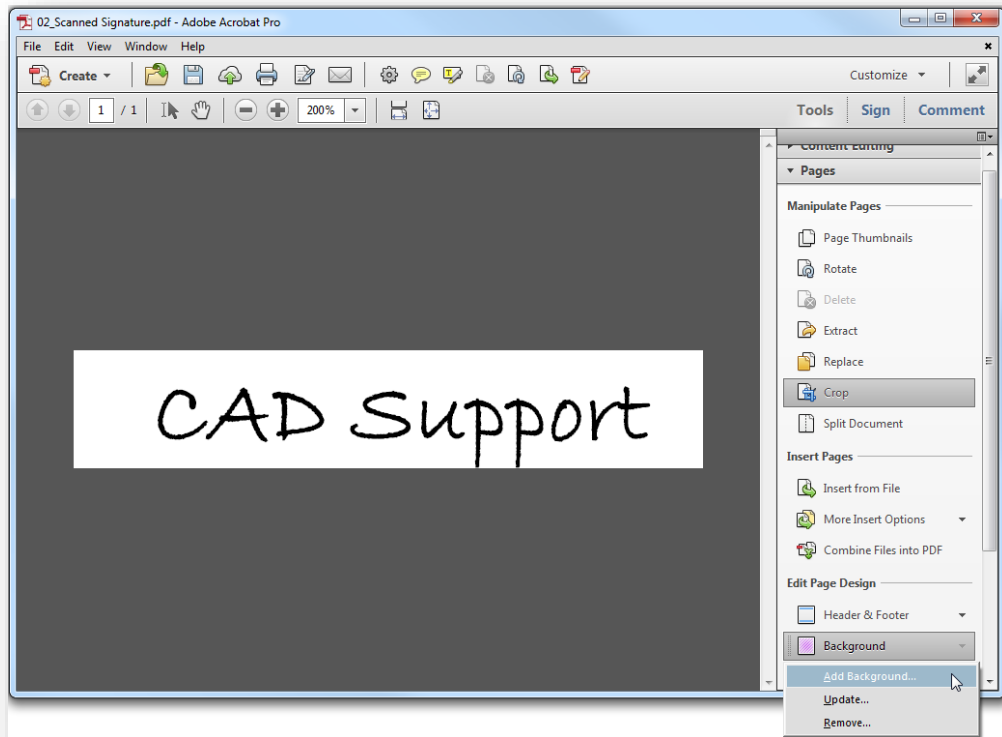 02_Scanned Signature.pdf - Adobe Acrobat Pro
File Edit View Window Help
Create Customize
1 / 1 200% Tools Sign Comment
Content Editing
Pages
Manipulate Pages
Page Thumbnails
Rotate
Delete
Extract
Replace
Crop
Split Document
Insert Pages
Insert from File
More Insert Options
Combine Files into PDF
Edit Page Design
Header & Footer
Background
Add Background...
Update...
Remove...
CAD Support